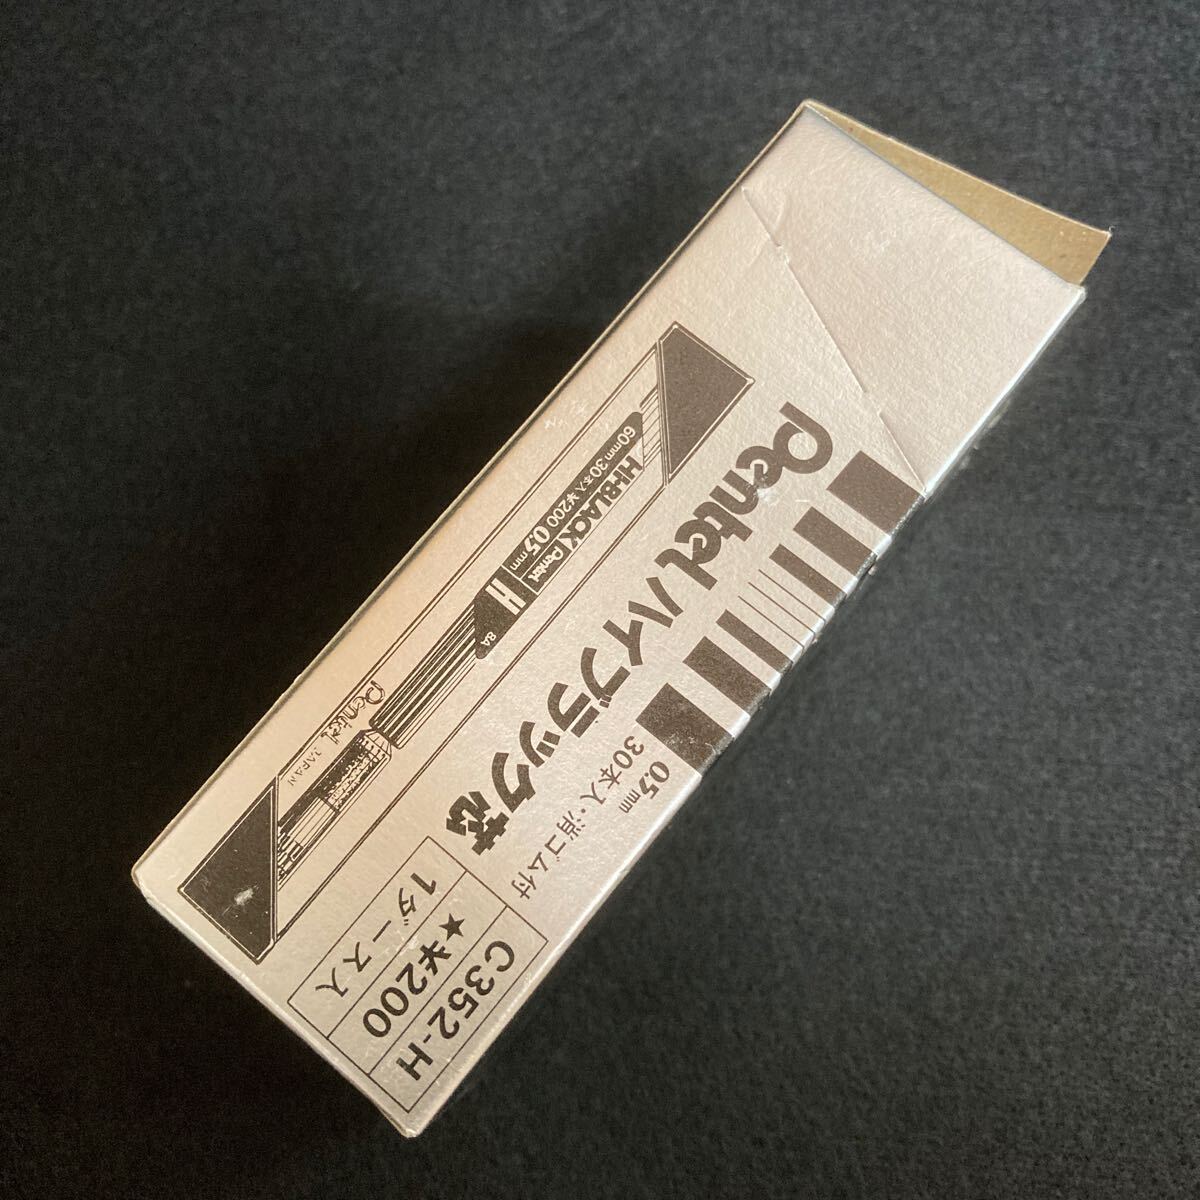 Pentel ハイブラック芯
0.5mm
30本入・消ゴム付
C352-H
★¥200
1ダース入
60mm 30本入 ¥200 0.5mm
HI-BLACK Pentel
H
8A
Pentel JAPAN